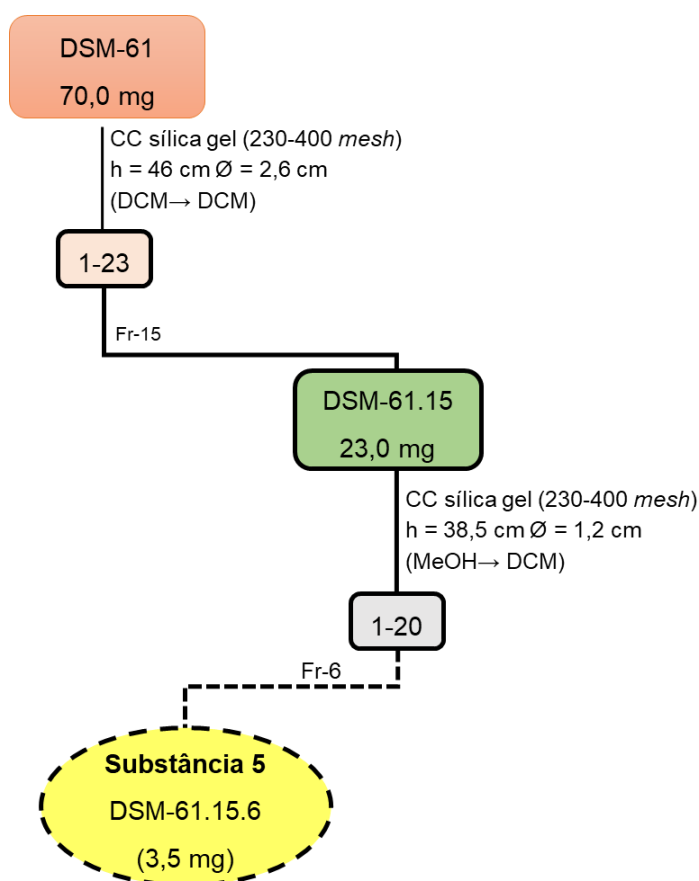 DSM-61
70,0 mg
CC sílica gel (230-400 mesh)
h = 46 cm Ø = 2,6 cm
(DCM→ DCM)
1-23
Fr-15
DSM-61.15
23,0 mg
CC sílica gel (230-400 mesh)
h = 38,5 cm Ø = 1,2 cm
(MeOH→ DCM)
1-20
Fr-6
Substância 5
DSM-61.15.6
(3,5 mg)